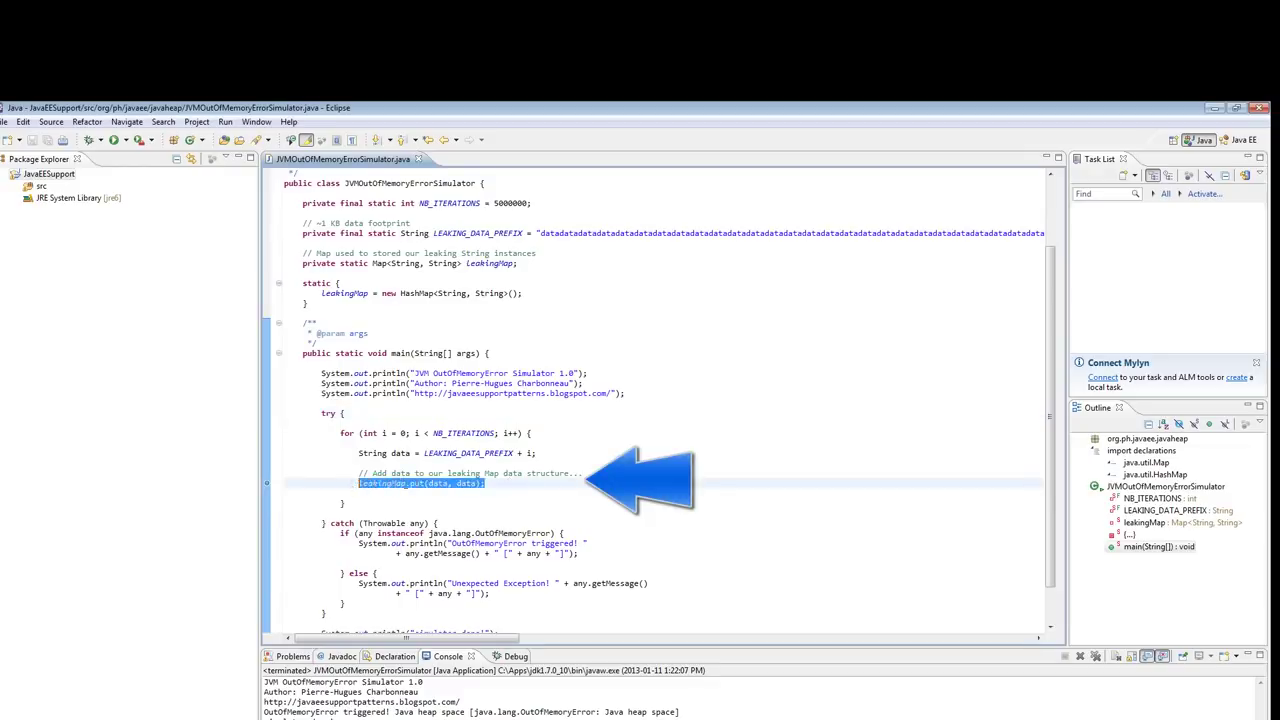 Java - JavaEESupport/src/org/ph/javaee/javaheap/JVMOutOfMemoryErrorSimulator.java - Eclipse
ile Edit Source Refactor Navigate Search Project Run Window Help
Java Java EE
Package Explorer
JavaEESupport
src
JRE System Library [jre6]
JVMOutOfMemoryErrorSimulator.java
*/
public class JVMOutOfMemoryErrorSimulator {
private final static int NB_ITERATIONS = 5000000;
// ~1 KB data footprint
private final static String LEAKING_DATA_PREFIX = "datadatadatadatadatadatadatadatadatadatadatadatadatadatadatadatadatadatadatadatadatadatadatadatadatadatadatadata
// Map used to stored our leaking String instances
private static Map<String, String> leakingMap;
static {
leakingMap = new HashMap<String, String>();
}
/**
* @param args
*/
public static void main(String[] args) {
System.out.println("JVM OutOfMemoryError Simulator 1.0");
System.out.println("Author: Pierre-Hugues Charbonneau");
System.out.println("http://javaeesupportpatterns.blogspot.com/");
try {
for (int i = 0; i < NB_ITERATIONS; i++) {
String data = LEAKING_DATA_PREFIX + i;
// Add data to our leaking Map data structure...
leakingMap.put(data, data);
}
} catch (Throwable any) {
if (any instanceof java.lang.OutOfMemoryError) {
System.out.println("OutOfMemoryError triggered! "
+ any.getMessage() + " [" + any + "]");
} else {
System.out.println("Unexpected Exception! " + any.getMessage()
+ " [" + any + "]");
}
}
System.out.println("simulator done!");
Task List
Find All Activate...
Connect Mylyn
Connect to your task and ALM tools or create a
local task.
Outline
org.ph.javaee.javaheap
import declarations
java.util.Map
java.util.HashMap
JVMOutOfMemoryErrorSimulator
NB_ITERATIONS : int
LEAKING_DATA_PREFIX : String
leakingMap : Map<String, String>
{...}
main(String[]) : void
Problems Javadoc Declaration Console Debug
<terminated> JVMOutOfMemoryErrorSimulator [Java Application] C:\Apps\jdk1.7.0_10\bin\javaw.exe (2013-01-11 1:22:07 PM)
JVM OutOfMemoryError Simulator 1.0
Author: Pierre-Hugues Charbonneau
http://javaeesupportpatterns.blogspot.com/
OutOfMemoryError triggered! Java heap space [java.lang.OutOfMemoryError: Java heap space]